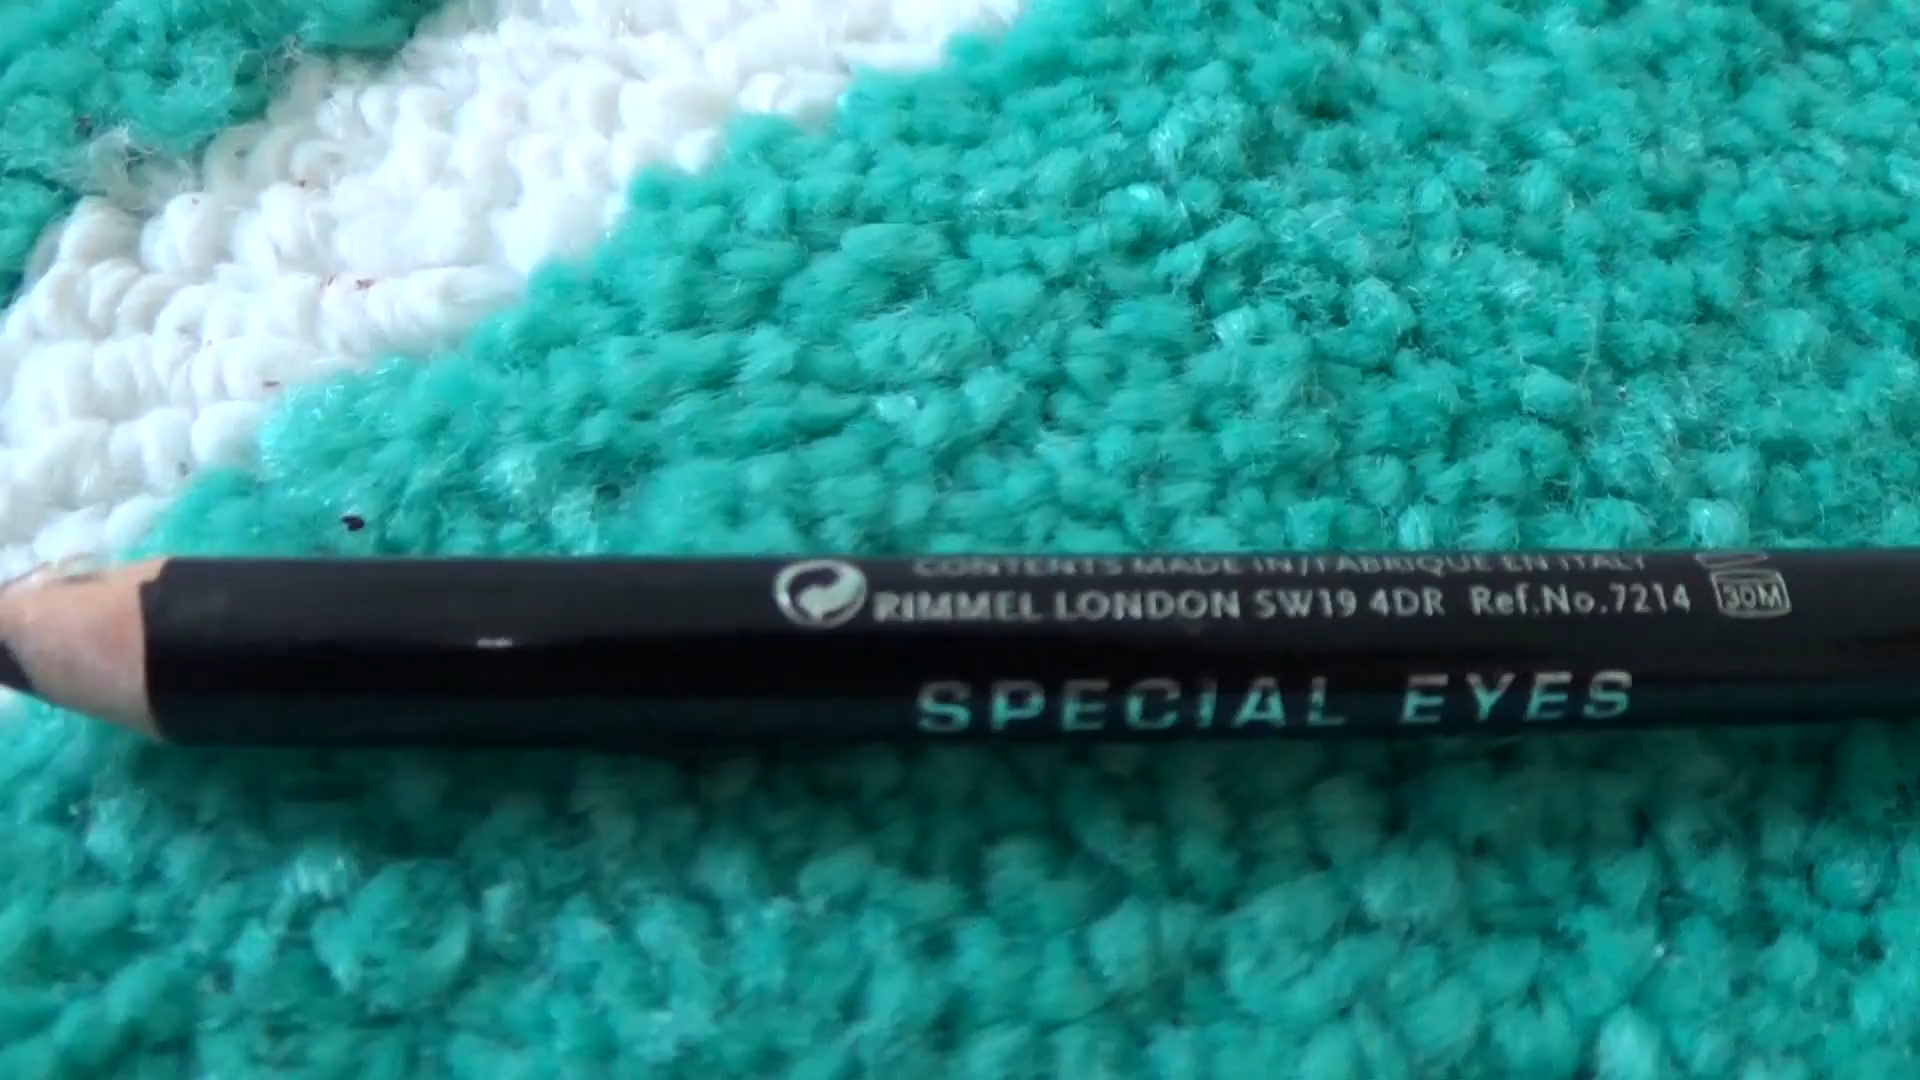 CONTENTS MADE IN/FABRIQUE EN ITALY
RIMMEL LONDON SW19 4DR Ref.No.7214 30M
SPECIAL EYES